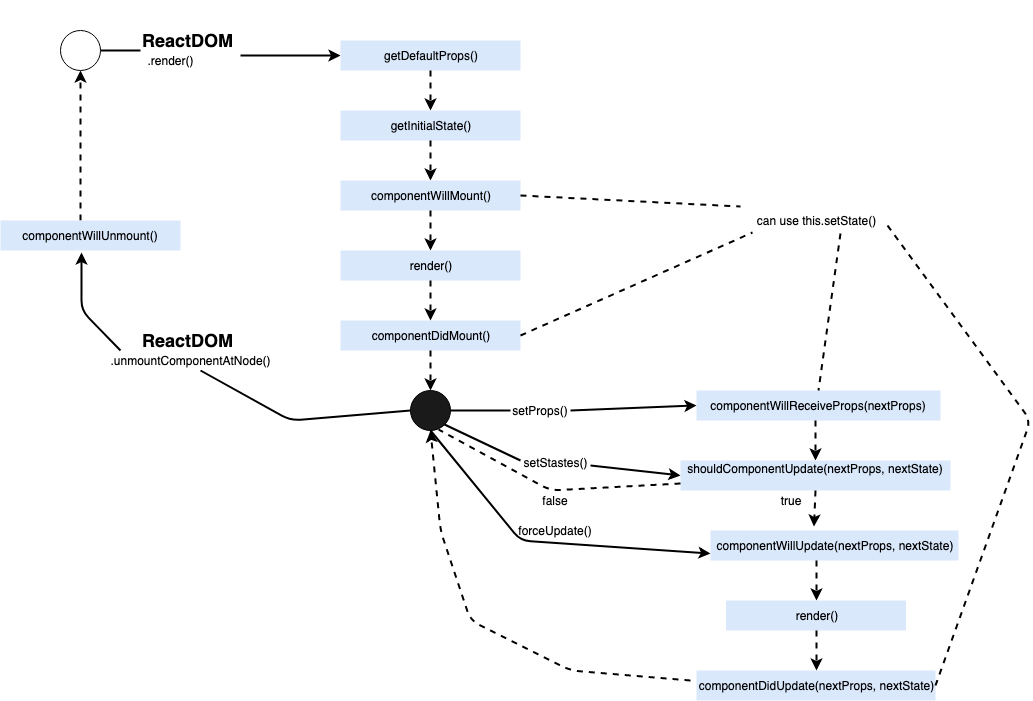 ReactDOM
.render()
getDefaultProps()
getInitialState()
componentWillMount()
can use this.setState()
componentWillUnmount()
render()
componentDidMount()
ReactDOM
.unmountComponentAtNode()
setProps()
componentWillReceiveProps(nextProps)
setStastes()
shouldComponentUpdate(nextProps, nextState)
false
true
forceUpdate()
componentWillUpdate(nextProps, nextState)
render()
componentDidUpdate(nextProps, nextState)